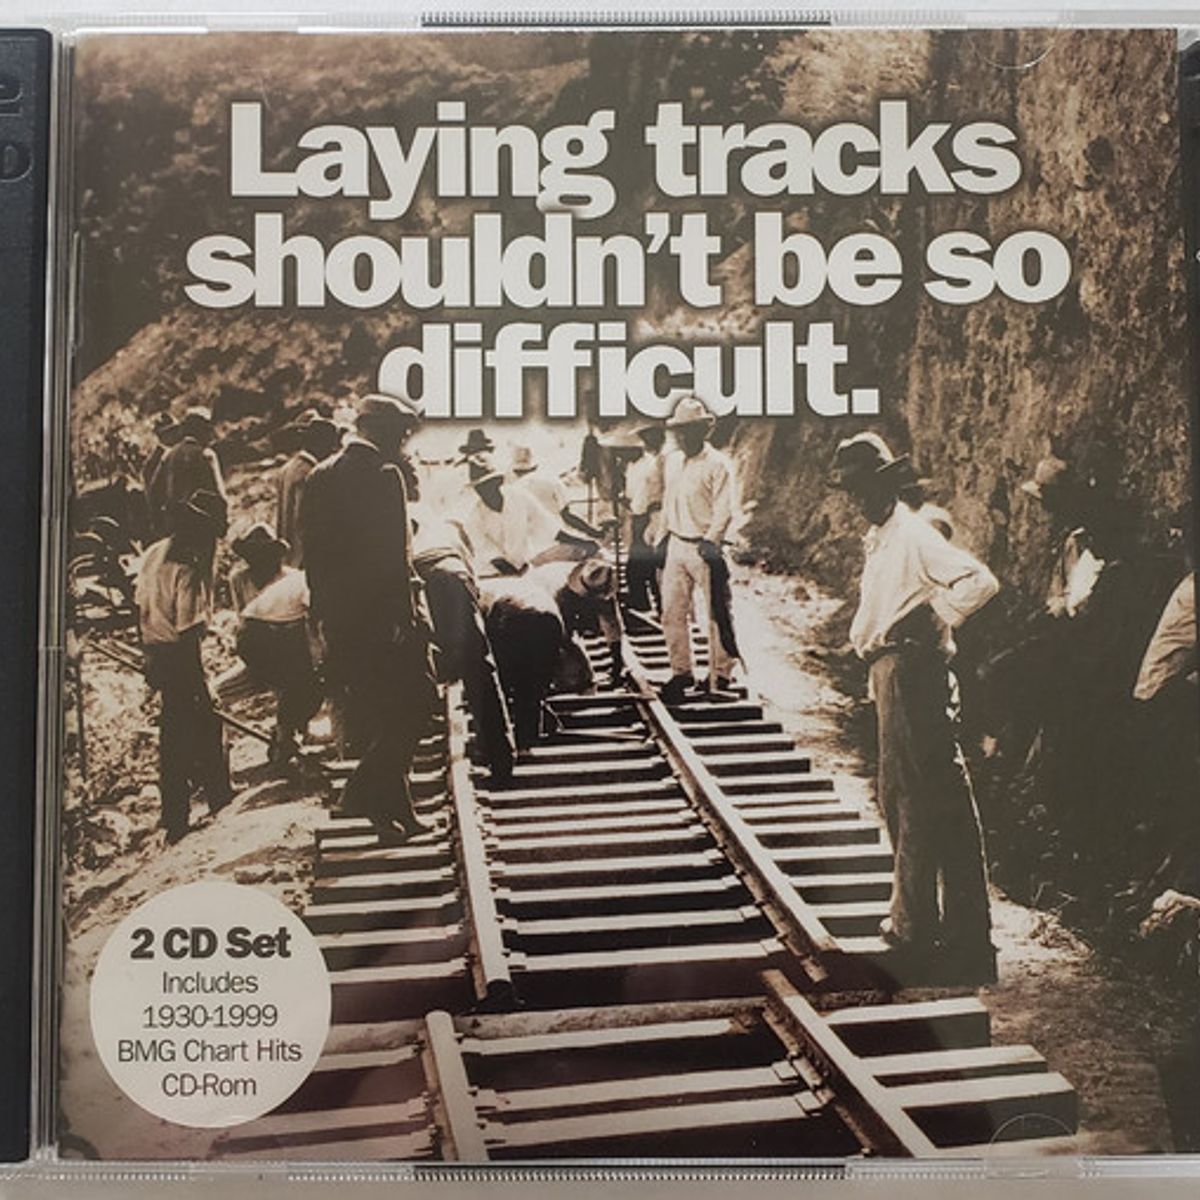 Laying tracks
shouldn't be so
difficult.
2 CD Set
Includes
1930-1999
BMG Chart Hits
CD-Rom